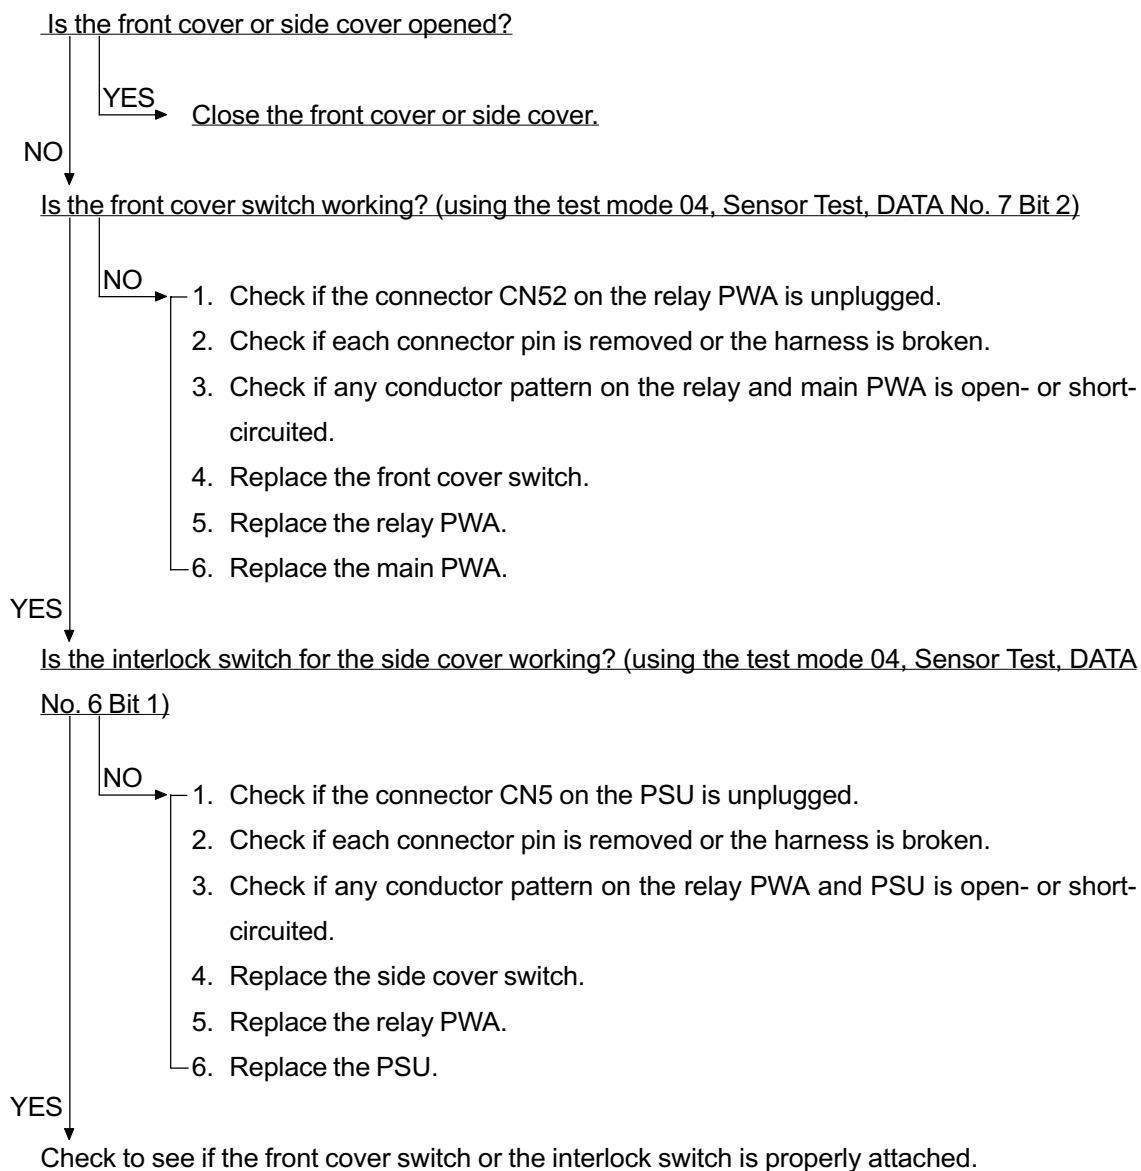 Is the front cover or side cover opened?
YES
Close the front cover or side cover.
NO
Is the front cover switch working? (using the test mode 04, Sensor Test, DATA No. 7 Bit 2)
NO
1. Check if the connector CN52 on the relay PWA is unplugged.
2. Check if each connector pin is removed or the harness is broken.
3. Check if any conductor pattern on the relay and main PWA is open- or short-
circuited.
4. Replace the front cover switch.
5. Replace the relay PWA.
6. Replace the main PWA.
YES
Is the interlock switch for the side cover working? (using the test mode 04, Sensor Test, DATA
No. 6 Bit 1)
NO
1. Check if the connector CN5 on the PSU is unplugged.
2. Check if each connector pin is removed or the harness is broken.
3. Check if any conductor pattern on the relay PWA and PSU is open- or short-
circuited.
4. Replace the side cover switch.
5. Replace the relay PWA.
6. Replace the PSU.
YES
Check to see if the front cover switch or the interlock switch is properly attached.